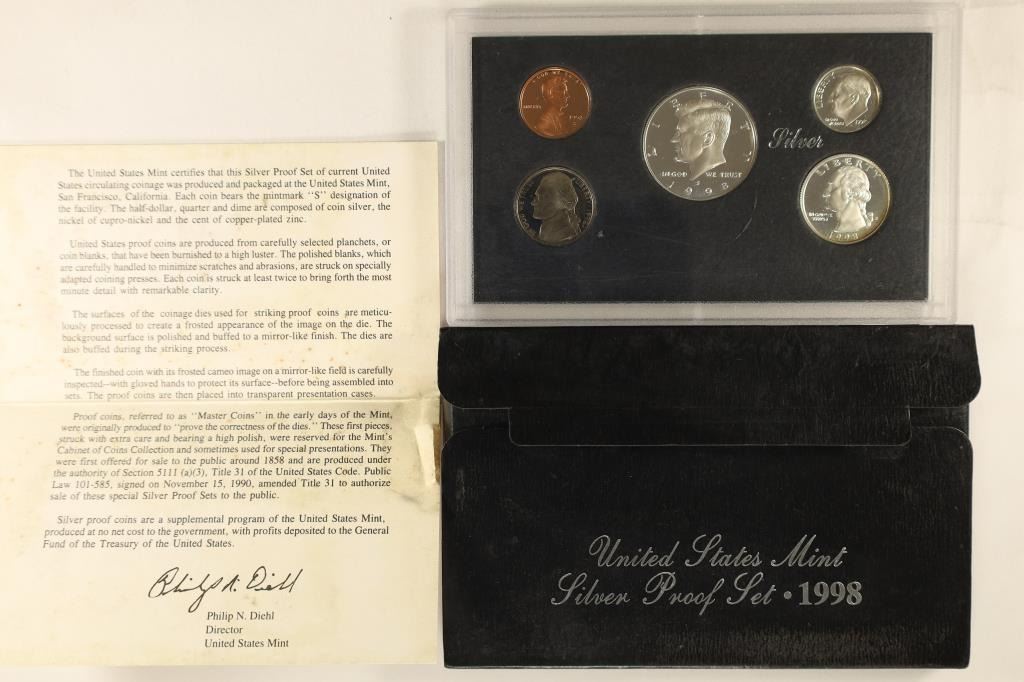 The United States Mint certifies that this Silver Proof Set of current United
States circulating coinage was produced and packaged at the United States Mint,
San Francisco, California. Each coin bears the mintmark "S" designation of
the facility. The half-dollar, quarter and dime are composed of coin silver, the
nickel of cupro-nickel and the cent of copper-plated zinc.
United States proof coins are produced from carefully selected planchets, or
coin blanks, that have been burnished to a high luster. The polished blanks, which
are carefully handled to minimize scratches and abrasions, are struck on specially
adapted coining presses. Each coin is struck at least twice to bring forth the most
minute detail with remarkable clarity.
The surfaces of the coinage dies used for striking proof coins are meticu-
lously processed to create a frosted appearance of the image on the die. The
background surface is polished and buffed to a mirror-like finish. The dies are
also buffed during the striking process.
The finished coin with its frosted cameo image on a mirror-like field is carefully
inspected--with gloved hands to protect its surface--before being assembled into
sets. The proof coins are then placed into transparent presentation cases.
Proof coins, referred to as "Master Coins" in the early days of the Mint,
were originally produced to "prove the correctness of the dies." These first pieces,
struck with extra care and bearing a high polish, were reserved for the Mint's
Cabinet of Coins Collection and sometimes used for special presentations. They
were first offered for sale to the public around 1858 and are produced under
the authority of Section 5111 (a)(3), Title 31 of the United States Code. Public
Law 101-585, signed on November 15, 1990, amended Title 31 to authorize
sale of these special Silver Proof Sets to the public.
Silver proof coins are a supplemental program of the United States Mint,
produced at no net cost to the government, with profits deposited to the General
Fund of the Treasury of the United States.
Philip N. Diehl
Philip N. Diehl
Director
United States Mint
IN GOD WE TRUST
LIBERTY
LIBERTY
IN GOD WE TRUST
S
1998
Silver
LIBERTY
LIBERTY
IN GOD WE TRUST
1998
United States Mint
Silver Proof Set • 1998